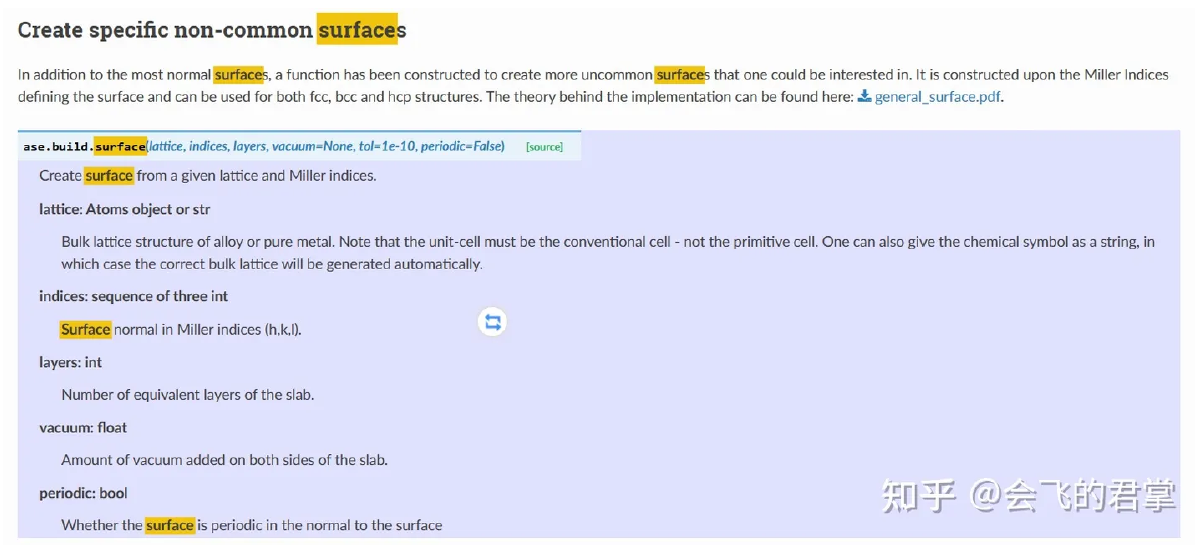 Create specific non-common surfaces
In addition to the most normal surfaces, a function has been constructed to create more uncommon surfaces that one could be interested in. It is constructed upon the Miller Indices
defining the surface and can be used for both fcc, bcc and hcp structures. The theory behind the implementation can be found here: general_surface.pdf.
ase.build.surface(lattice, indices, layers, vacuum=None, tol=1e-10, periodic=False) [source]
Create surface from a given lattice and Miller indices.
lattice: Atoms object or str
Bulk lattice structure of alloy or pure metal. Note that the unit-cell must be the conventional cell - not the primitive cell. One can also give the chemical symbol as a string, in
which case the correct bulk lattice will be generated automatically.
indices: sequence of three int
Surface normal in Miller indices (h,k,l).
layers: int
Number of equivalent layers of the slab.
vacuum: float
Amount of vacuum added on both sides of the slab.
periodic: bool
Whether the surface is periodic in the normal to the surface
知乎 @会飞的君掌